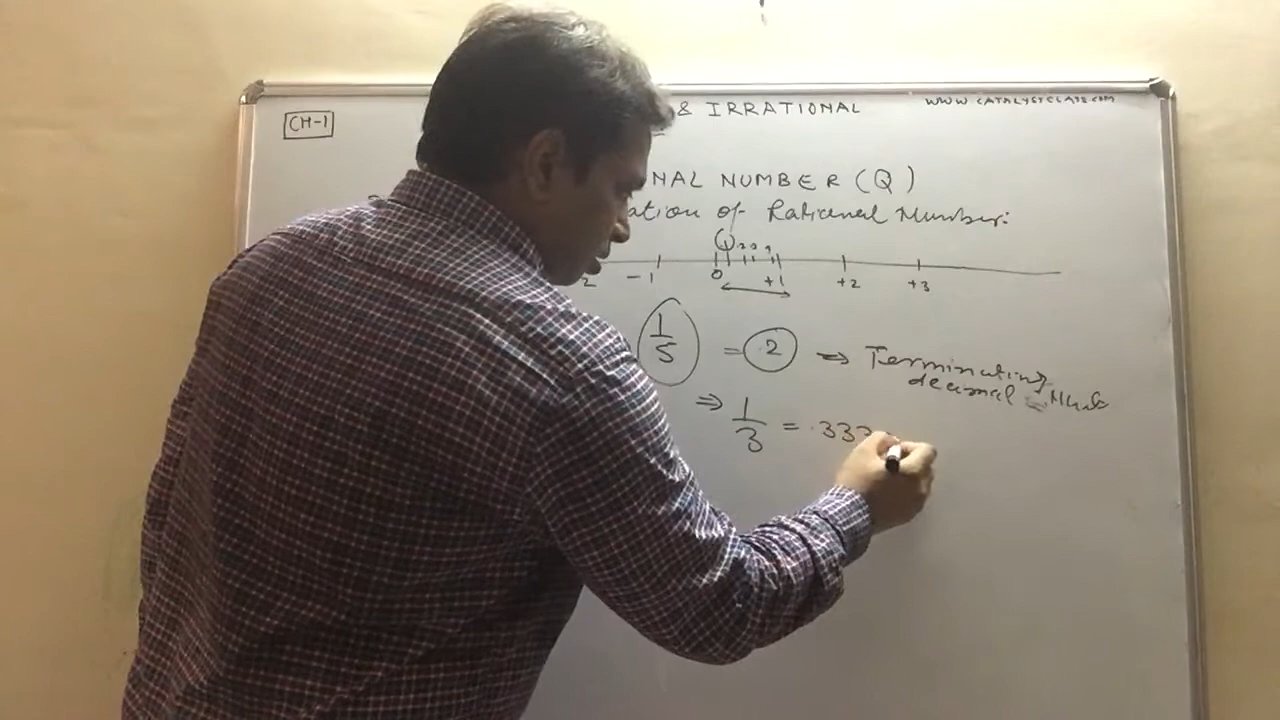 & IRRATIONAL
WWW.CATALYSTCLASS.COM
CH-1
NAL NUMBER (Q)
ation of Rational Number:
-1 0 +1 +2 +3
1/5 = .2 ⇒ Terminating
decimal Numb
⇒ 1/3 = .333